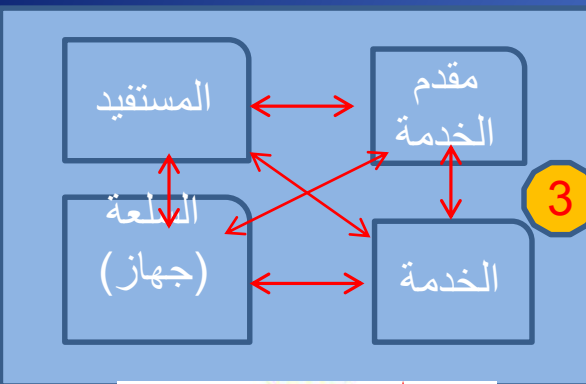 مقدم
الخدمة
المستفيد
3
الخدمة
السلعة
(جهاز)